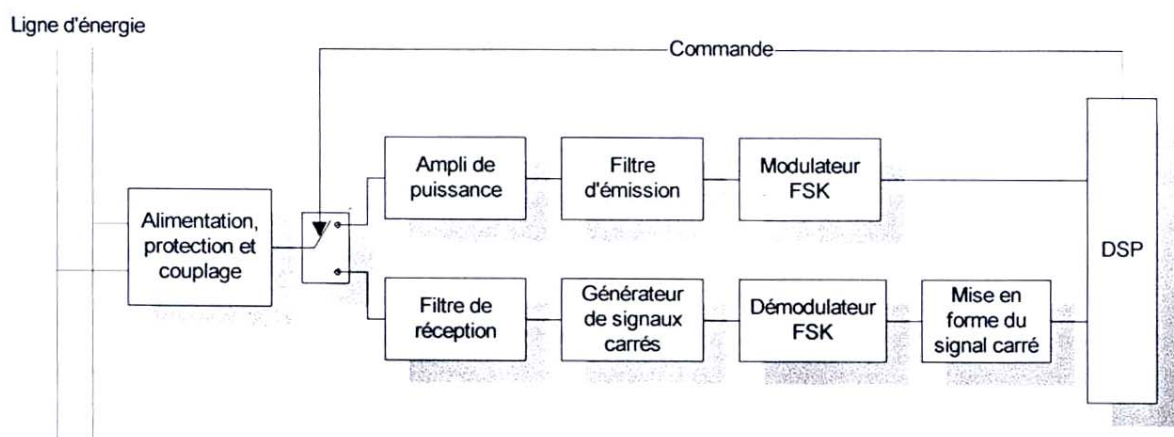 Ligne d'énergie
Commande
Ampli de
puissance
Filtre
d'émission
Modulateur
FSK
Alimentation,
protection et
couplage
DSP
Filtre de
réception
Générateur
de signaux
carrés
Démodulateur
FSK
Mise en
forme du
signal carré